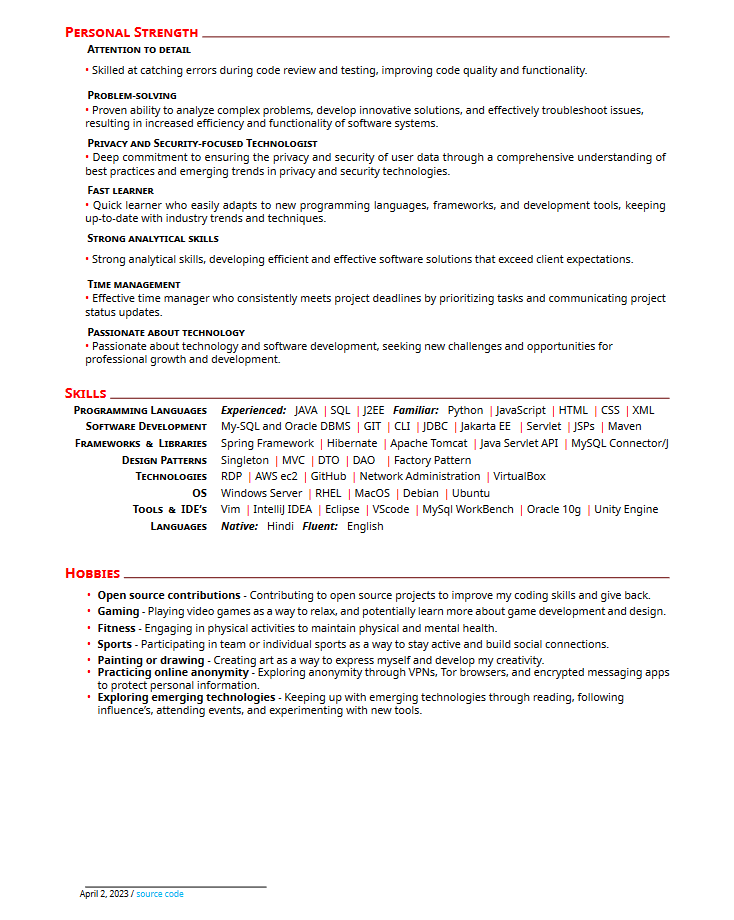 Personal Strength
Attention to detail
• Skilled at catching errors during code review and testing, improving code quality and functionality.
Problem-solving
• Proven ability to analyze complex problems, develop innovative solutions, and effectively troubleshoot issues,
resulting in increased efficiency and functionality of software systems.
Privacy and Security-focused Technologist
• Deep commitment to ensuring the privacy and security of user data through a comprehensive understanding of
best practices and emerging trends in privacy and security technologies.
Fast learner
• Quick learner who easily adapts to new programming languages, frameworks, and development tools, keeping
up-to-date with industry trends and techniques.
Strong analytical skills
• Strong analytical skills, developing efficient and effective software solutions that exceed client expectations.
Time management
• Effective time manager who consistently meets project deadlines by prioritizing tasks and communicating project
status updates.
Passionate about technology
• Passionate about technology and software development, seeking new challenges and opportunities for
professional growth and development.
Skills
Programming Languages Experienced: JAVA | SQL | J2EE Familiar: Python | JavaScript | HTML | CSS | XML
Software Development My-SQL and Oracle DBMS | GIT | CLI | JDBC | Jakarta EE | Servlet | JSPs | Maven
Frameworks & Libraries Spring Framework | Hibernate | Apache Tomcat | Java Servlet API | MySQL Connector/J
Design Patterns Singleton | MVC | DTO | DAO | Factory Pattern
Technologies RDP | AWS ec2 | GitHub | Network Administration | VirtualBox
OS Windows Server | RHEL | MacOS | Debian | Ubuntu
Tools & IDE's Vim | IntelliJ IDEA | Eclipse | VScode | MySql WorkBench | Oracle 10g | Unity Engine
Languages Native: Hindi Fluent: English
Hobbies
• Open source contributions - Contributing to open source projects to improve my coding skills and give back.
• Gaming - Playing video games as a way to relax, and potentially learn more about game development and design.
• Fitness - Engaging in physical activities to maintain physical and mental health.
• Sports - Participating in team or individual sports as a way to stay active and build social connections.
• Painting or drawing - Creating art as a way to express myself and develop my creativity.
• Practicing online anonymity - Exploring anonymity through VPNs, Tor browsers, and encrypted messaging apps
to protect personal information.
• Exploring emerging technologies - Keeping up with emerging technologies through reading, following
influence's, attending events, and experimenting with new tools.
April 2, 2023 / source code